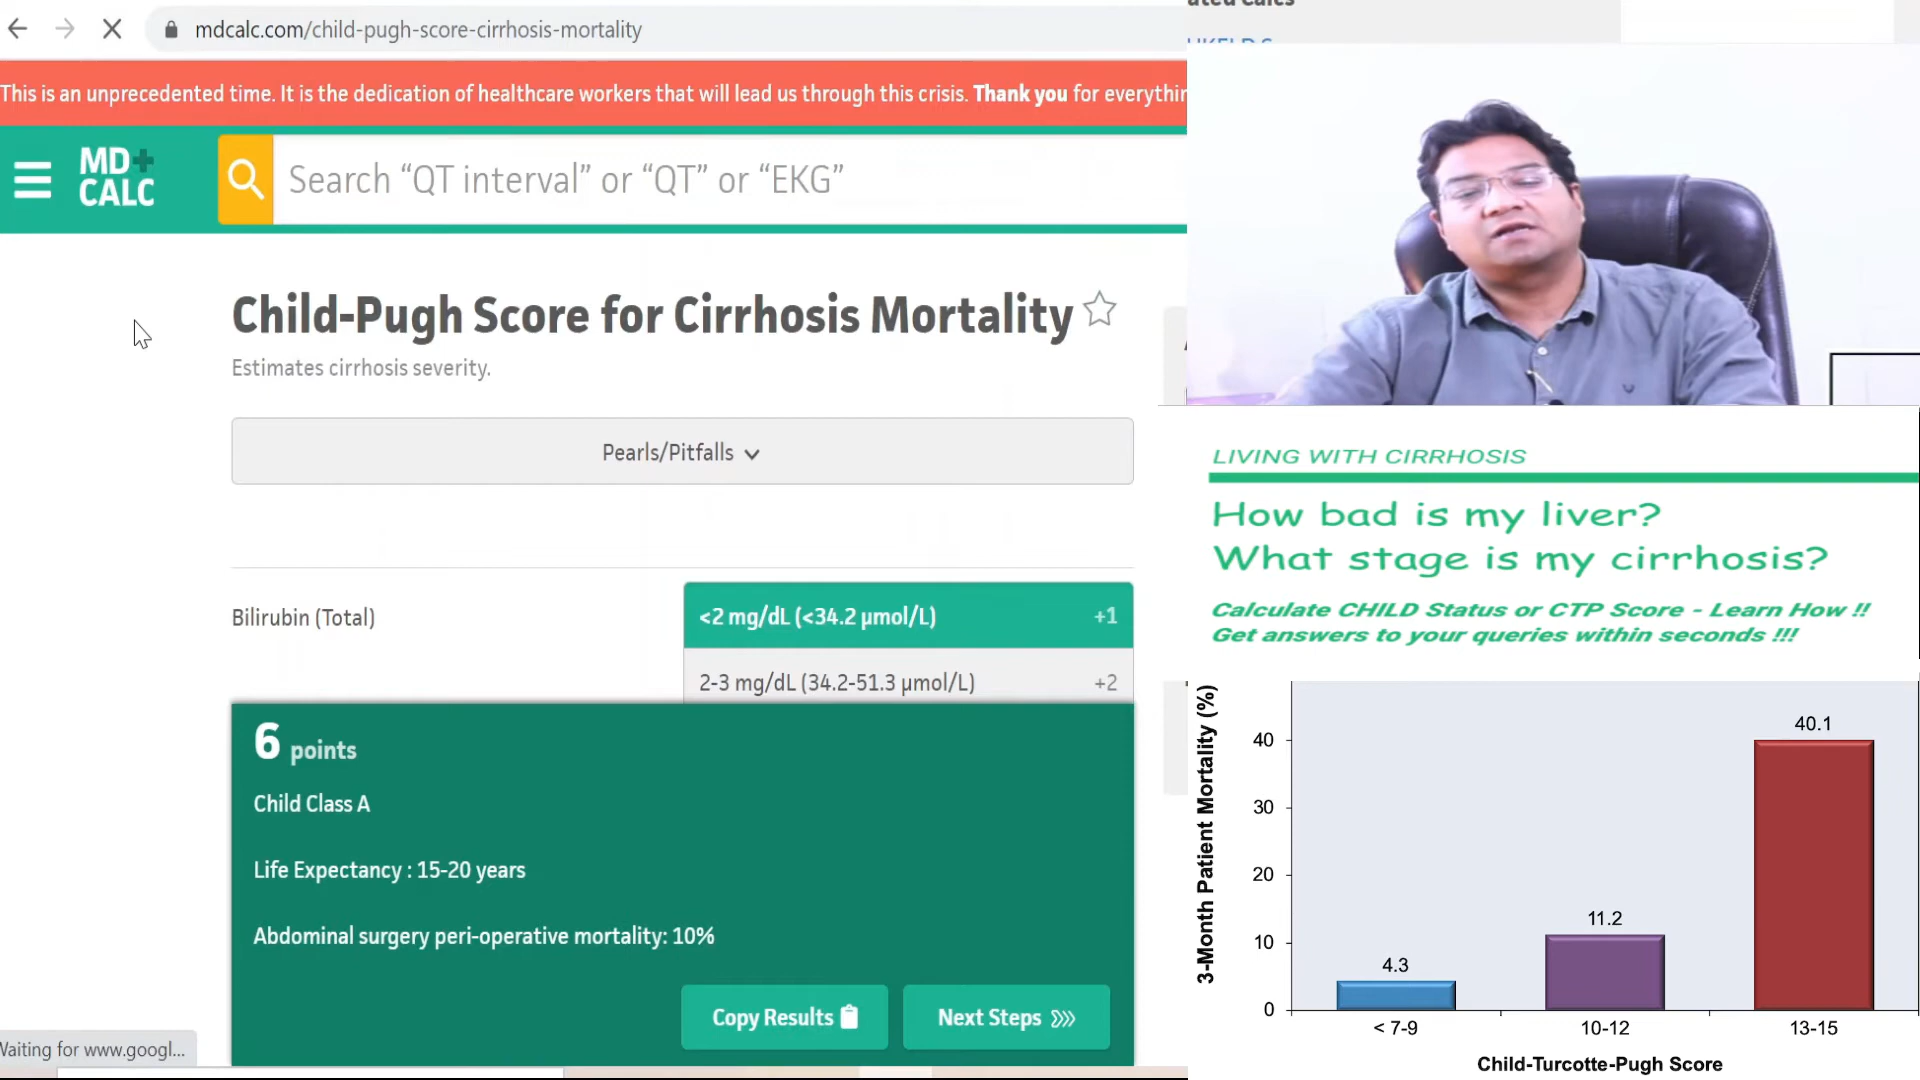 mdcalc.com/child-pugh-score-cirrhosis-mortality
This is an unprecedented time. It is the dedication of healthcare workers that will lead us through this crisis. Thank you for
MD+
CALC
Search “QT interval” or “QT” or “EKG”
Child-Pugh Score for Cirrhosis Mortality
Estimates cirrhosis severity.
Pearls/Pitfalls
Bilirubin (Total)
<2 mg/dL (<34.2 µmol/L) +1
2-3 mg/dL (34.2-51.3 µmol/L) +2
6 points
Child Class A
Life Expectancy : 15-20 years
Abdominal surgery peri-operative mortality: 10%
Copy Results
Next Steps
Waiting for www.googl...
LIVING WITH CIRRHOSIS
How bad is my liver?
What stage is my cirrhosis?
Calculate CHILD Status or CTP Score - Learn How !!
Get answers to your queries within seconds !!!
3-Month Patient Mortality (%)
40
30
20
10
0
4.3
11.2
40.1
< 7-9
10-12
13-15
Child-Turcotte-Pugh Score